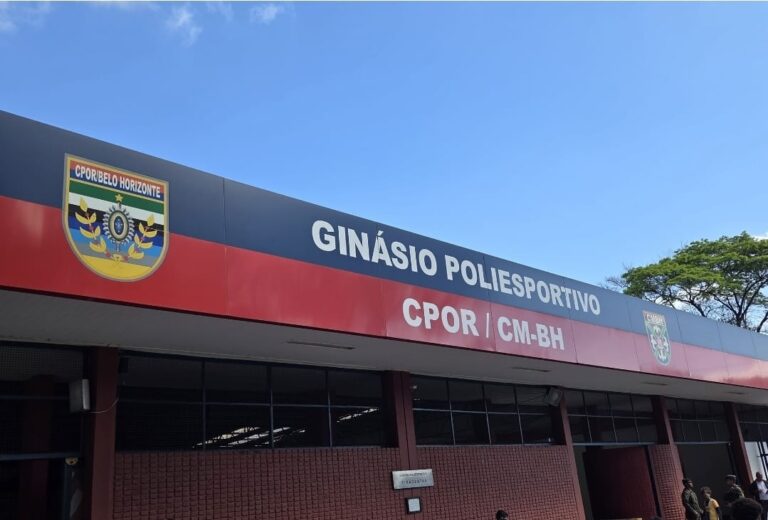 CPOR/BELO HORIZONTE
GINÁSIO POLIESPORTIVO
CPOR / CM-BH